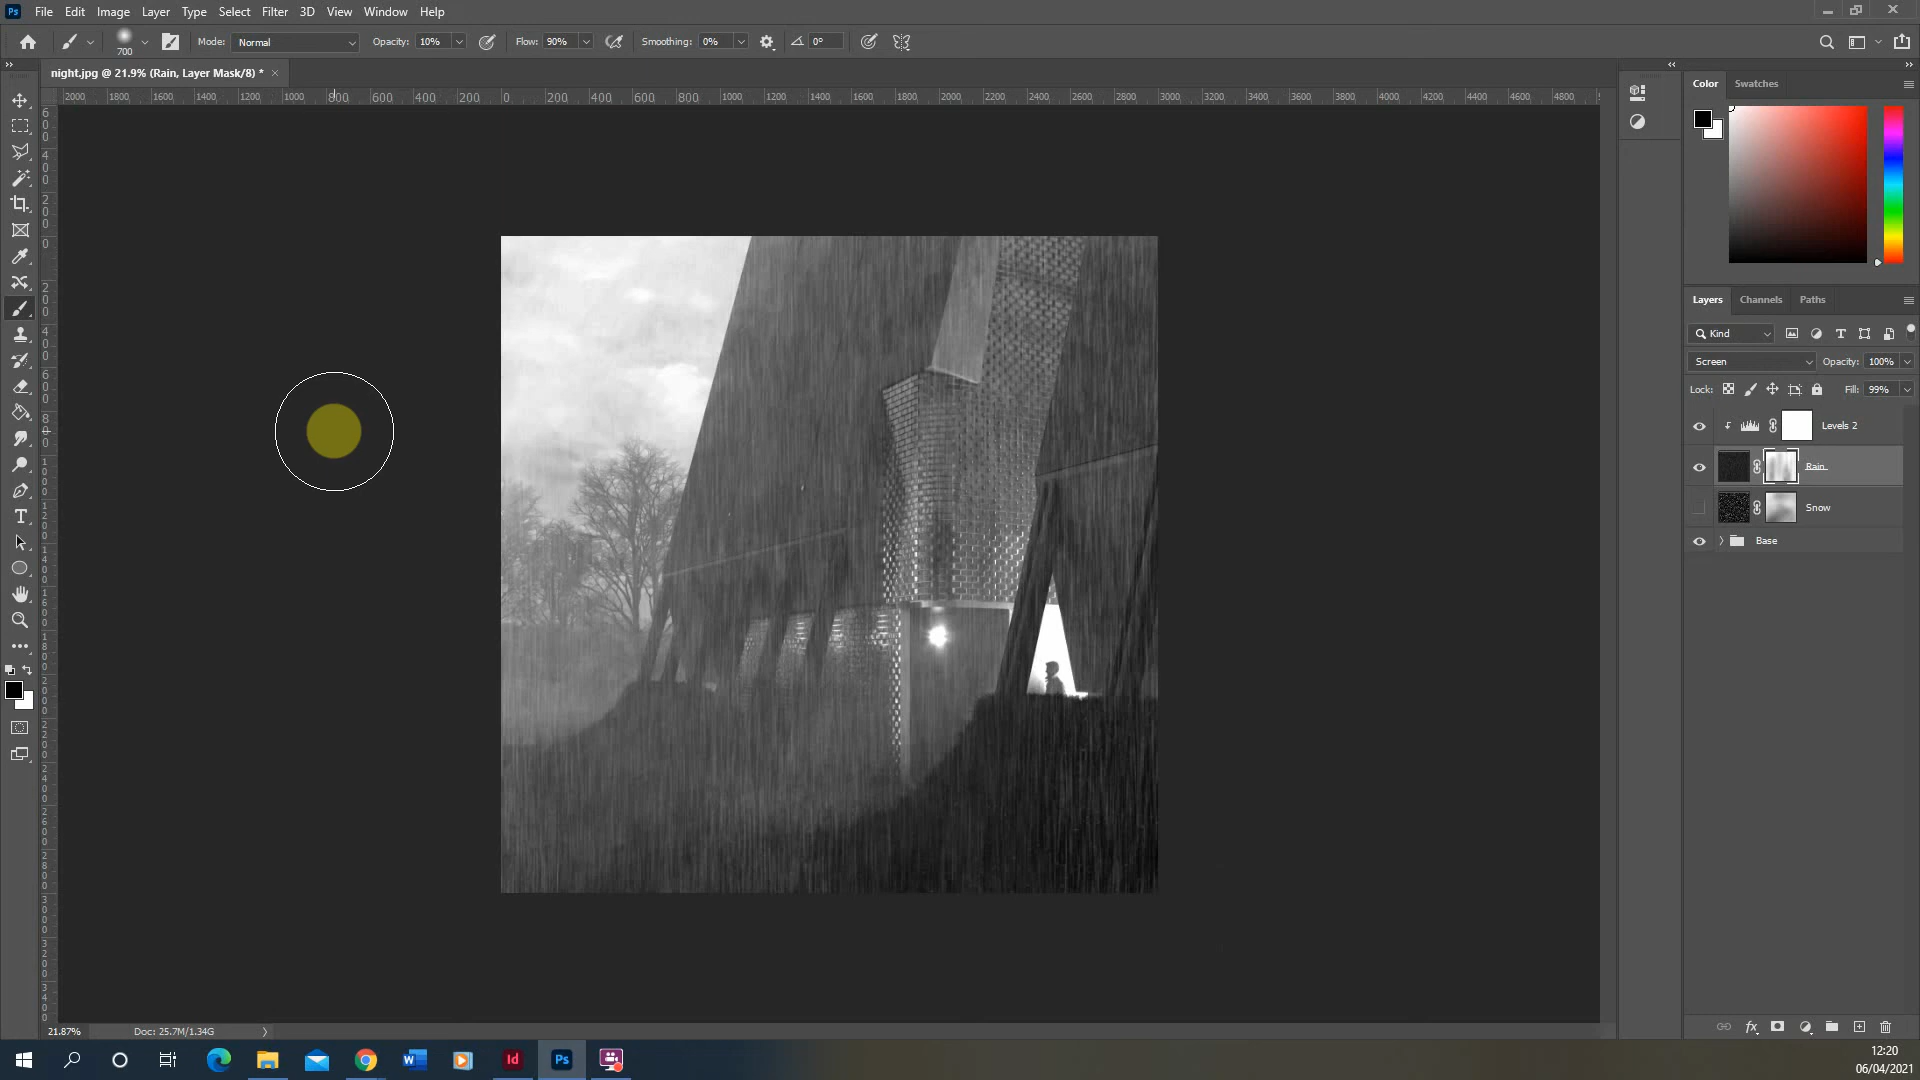 Ps File Edit Image Layer Type Select Filter 3D View Window Help
700 Mode: Normal Opacity: 10% Flow: 90% Smoothing: 0% 0°
night.jpg @ 21.9% (Rain, Layer Mask/8) * ×
2000 1800 1600 1400 1200 1000 800 600 400 200 0 200 400 600 800 1000 1200 1400 1600 1800 2000 2200 2400 2600 2800 3000 3200 3400 3600 3800 4000 4200 4400 4600 4800
Color Swatches
Layers Channels Paths
Kind
Screen Opacity: 100%
Lock: Fill: 99%
Levels 2
Rain
Snow
Base
fx
21.87% Doc: 25.7M/1.34G
Id Ps
12:20
06/04/2021